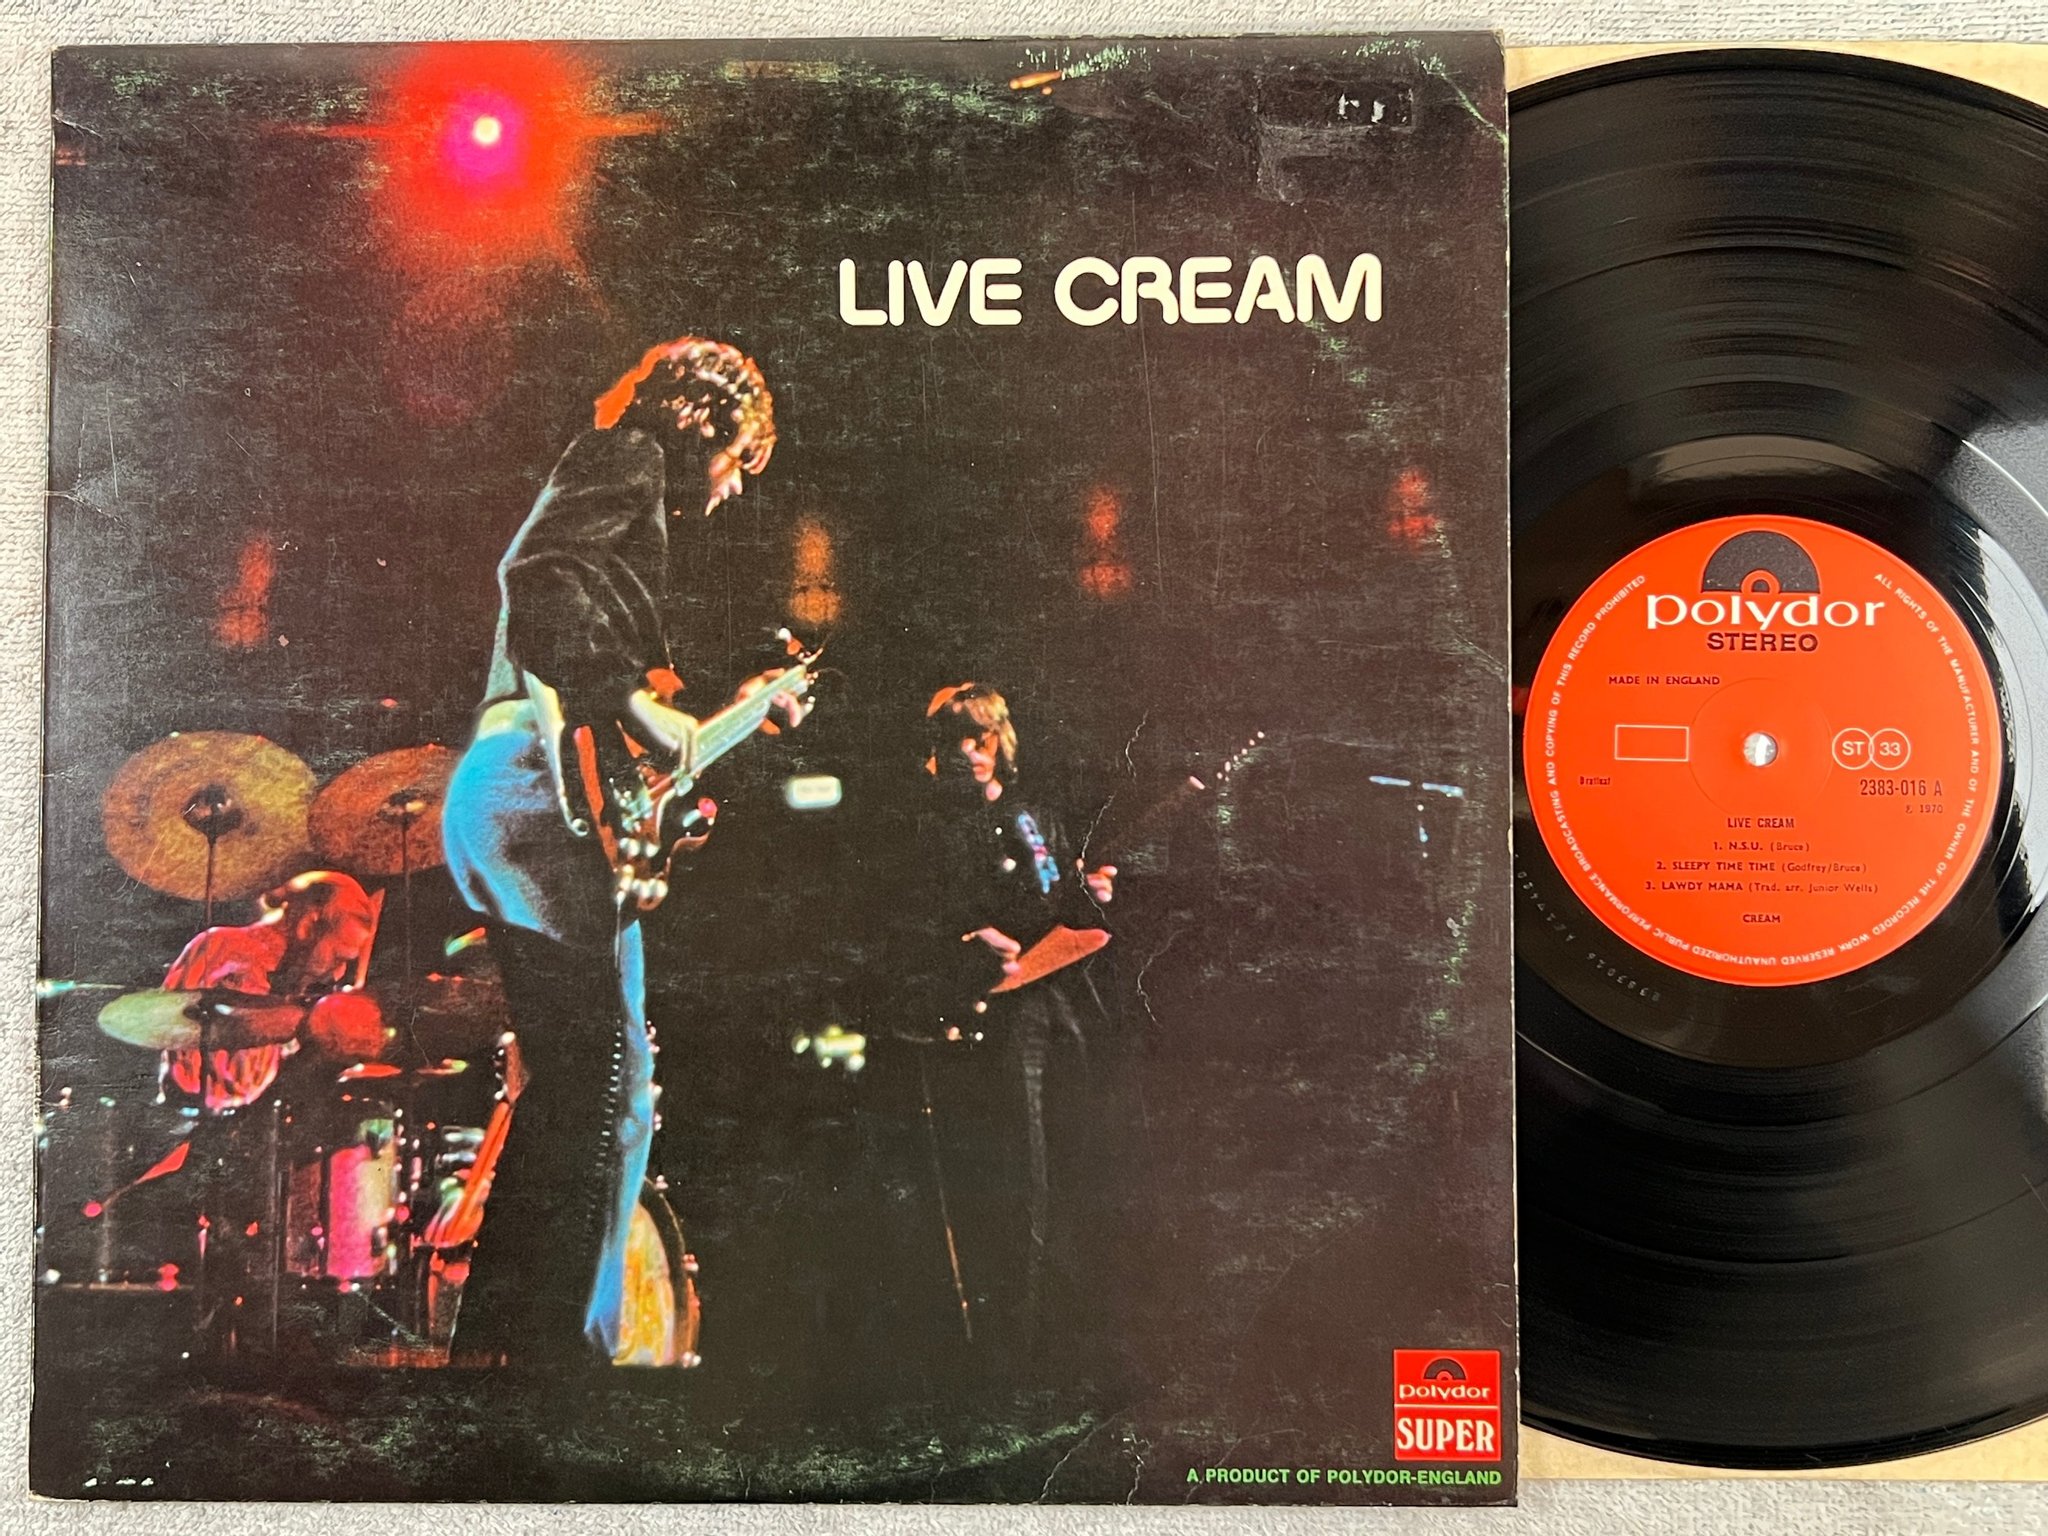 LIVE CREAM
polydor
SUPER
A PRODUCT OF POLYDOR-ENGLAND
polydor
STEREO
MADE IN ENGLAND
ST 33
2383-016 A
℗ 1970
LIVE CREAM
1. N.S.U. (Bruce)
2. SLEEPY TIME TIME (Godfrey/Bruce)
3. LAWDY MAMA (Trad. arr. Junior Wells)
CREAM
ALL RIGHTS OF THE MANUFACTURER AND OF THE OWNER OF THE RECORDED WORK RESERVED UNAUTHORIZED PUBLIC PERFORMANCE BROADCASTING AND COPYING OF THIS RECORD PROHIBITED